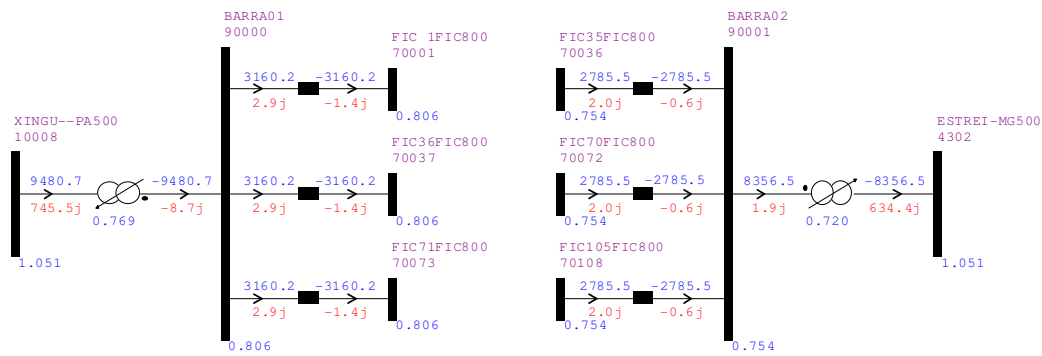 BARRA01
90000
BARRA02
90001
FIC 1FIC800
70001
FIC35FIC800
70036
3160.2 -3160.2
2.9j -1.4j
0.806
2785.5 -2785.5
2.0j -0.6j
0.754
XINGU--PA500
10008
ESTREI-MG500
4302
FIC36FIC800
70037
FIC70FIC800
70072
9480.7 -9480.7
745.5j -8.7j
0.769
1.051
3160.2 -3160.2
2.9j -1.4j
0.806
2785.5 -2785.5
2.0j -0.6j
0.754
8356.5 -8356.5
1.9j 634.4j
0.720
1.051
FIC71FIC800
70073
FIC105FIC800
70108
3160.2 -3160.2
2.9j -1.4j
0.806
2785.5 -2785.5
2.0j -0.6j
0.754
0.806
0.754